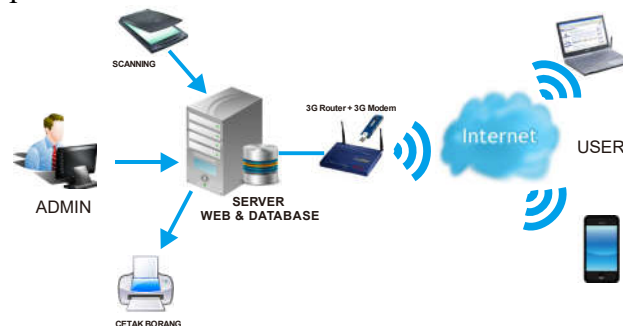 SCANNING
3G Router + 3G Modem
Internet
USER
ADMIN
SERVER
WEB & DATABASE
CETAK BORANG